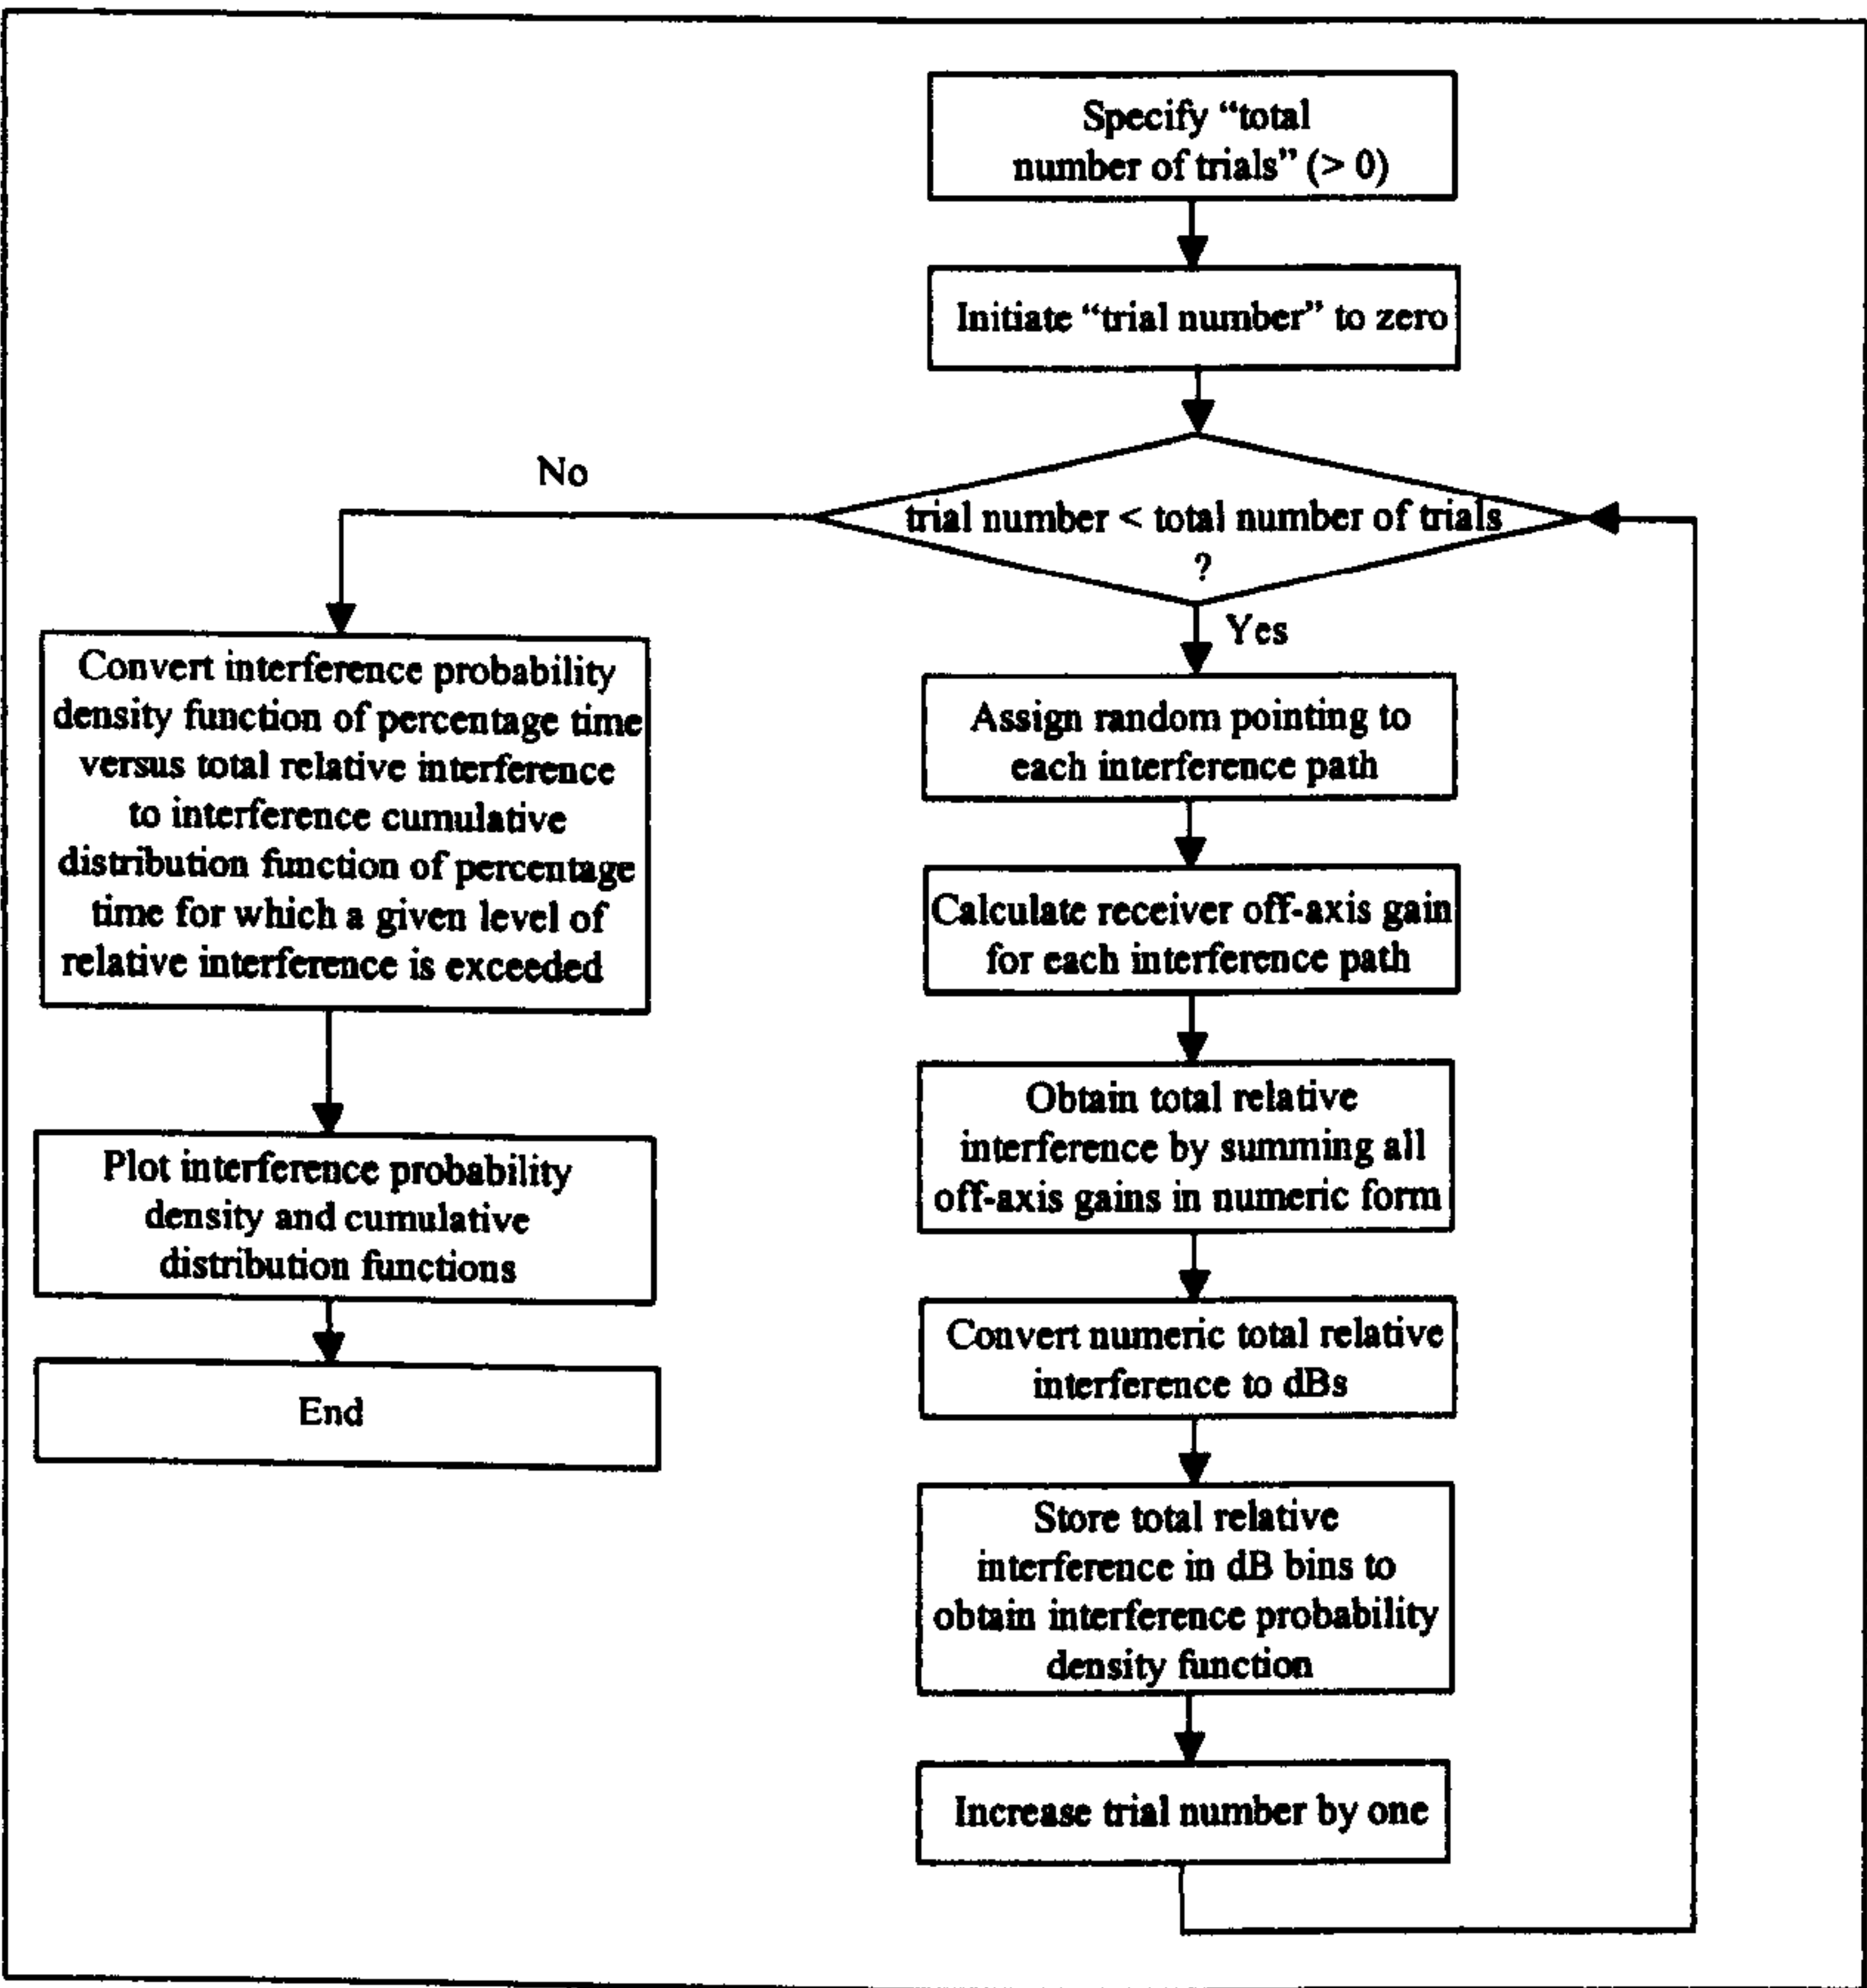 Specify “total
number of trials” (> 0)
Initiate “trial number” to zero
trial number < total number of trials
?
No
Yes
Convert interference probability
density function of percentage time
versus total relative interference
to interference cumulative
distribution function of percentage
time for which a given level of
relative interference is exceeded
Plot interference probability
density and cumulative
distribution functions
End
Assign random pointing to
each interference path
Calculate receiver off-axis gain
for each interference path
Obtain total relative
interference by summing all
off-axis gains in numeric form
Convert numeric total relative
interference to dBs
Store total relative
interference in dB bins to
obtain interference probability
density function
Increase trial number by one